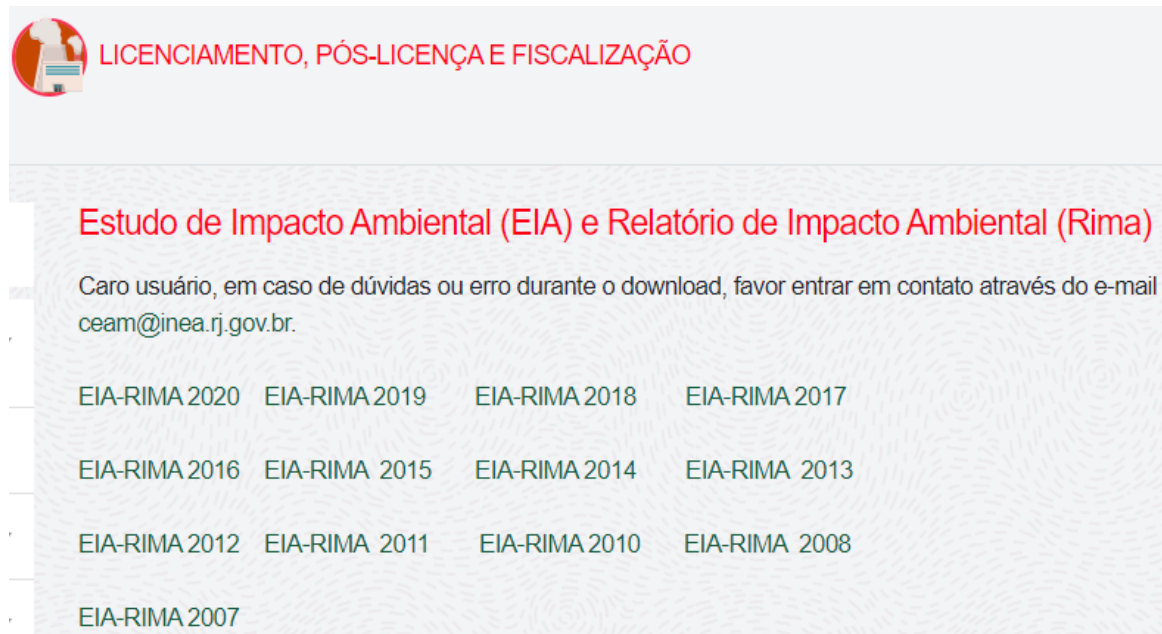 LICENCIAMENTO, PÓS-LICENÇA E FISCALIZAÇÃO
Estudo de Impacto Ambiental (EIA) e Relatório de Impacto Ambiental (Rima)
Caro usuário, em caso de dúvidas ou erro durante o download, favor entrar em contato através do e-mail
ceam@inea.rj.gov.br.
EIA-RIMA 2020 EIA-RIMA 2019 EIA-RIMA 2018 EIA-RIMA 2017
EIA-RIMA 2016 EIA-RIMA 2015 EIA-RIMA 2014 EIA-RIMA 2013
EIA-RIMA 2012 EIA-RIMA 2011 EIA-RIMA 2010 EIA-RIMA 2008
EIA-RIMA 2007